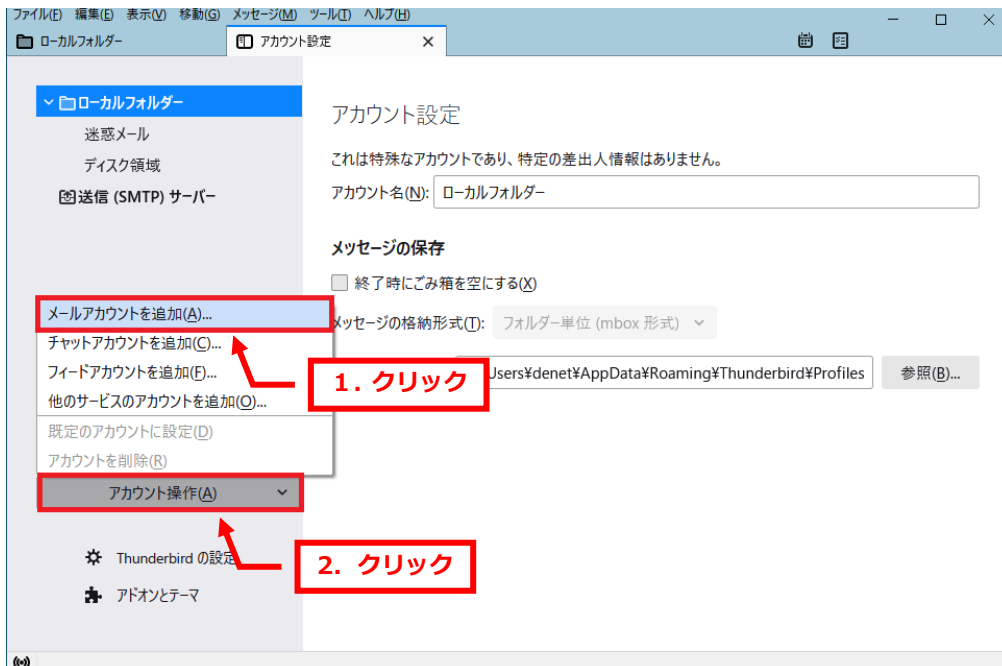 ファイル(F) 編集(E) 表示(V) 移動(G) メッセージ(M) ツール(T) ヘルプ(H)
ローカルフォルダー
アカウント設定
ローカルフォルダー
迷惑メール
ディスク領域
送信 (SMTP) サーバー
アカウント設定
これは特殊なアカウントであり、特定の差出人情報はありません。
アカウント名(N): ローカルフォルダー
メッセージの保存
終了時にごみ箱を空にする(X)
メッセージの格納形式(T): フォルダー単位 (mbox 形式)
Users¥denet¥AppData¥Roaming¥Thunderbird¥Profiles 参照(B)...
メールアカウントを追加(A)...
チャットアカウントを追加(C)...
フィードアカウントを追加(F)...
他のサービスのアカウントを追加(O)...
既定のアカウントに設定(D)
アカウントを削除(R)
アカウント操作(A)
1. クリック
2. クリック
Thunderbird の設定
アドオンとテーマ